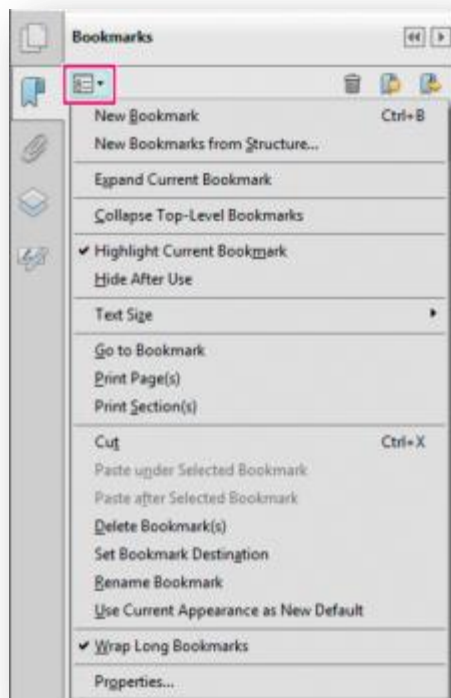 Bookmarks
New Bookmark Ctrl+B
New Bookmarks from Structure...
Expand Current Bookmark
Collapse Top-Level Bookmarks
Highlight Current Bookmark
Hide After Use
Text Size
Go to Bookmark
Print Page(s)
Print Section(s)
Cut Ctrl+X
Paste under Selected Bookmark
Paste after Selected Bookmark
Delete Bookmark(s)
Set Bookmark Destination
Rename Bookmark
Use Current Appearance as New Default
Wrap Long Bookmarks
Properties...